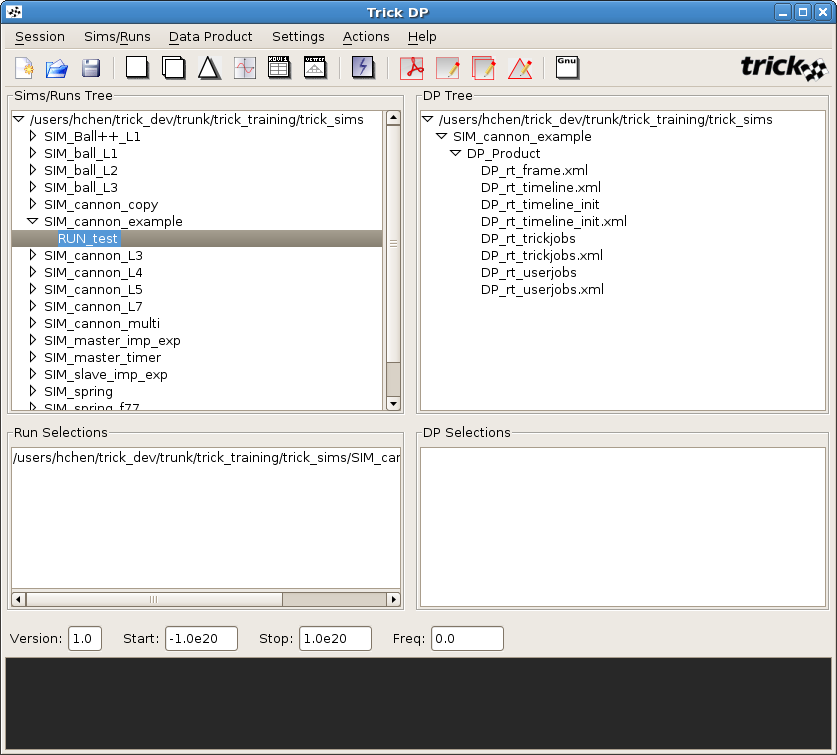 Trick DP
Session Sims/Runs Data Product Settings Actions Help
Gnu
trick
Sims/Runs Tree
/users/hchen/trick_dev/trunk/trick_training/trick_sims
SIM_Ball++_L1
SIM_ball_L1
SIM_ball_L2
SIM_ball_L3
SIM_cannon_copy
SIM_cannon_example
RUN_test
SIM_cannon_L3
SIM_cannon_L4
SIM_cannon_L5
SIM_cannon_L7
SIM_cannon_multi
SIM_master_imp_exp
SIM_master_timer
SIM_slave_imp_exp
SIM_spring
SIM_spring_f77
DP Tree
/users/hchen/trick_dev/trunk/trick_training/trick_sims
SIM_cannon_example
DP_Product
DP_rt_frame.xml
DP_rt_timeline.xml
DP_rt_timeline_init
DP_rt_timeline_init.xml
DP_rt_trickjobs
DP_rt_trickjobs.xml
DP_rt_userjobs
DP_rt_userjobs.xml
Run Selections
/users/hchen/trick_dev/trunk/trick_training/trick_sims/SIM_car
DP Selections
Version: 1.0 Start: -1.0e20 Stop: 1.0e20 Freq: 0.0